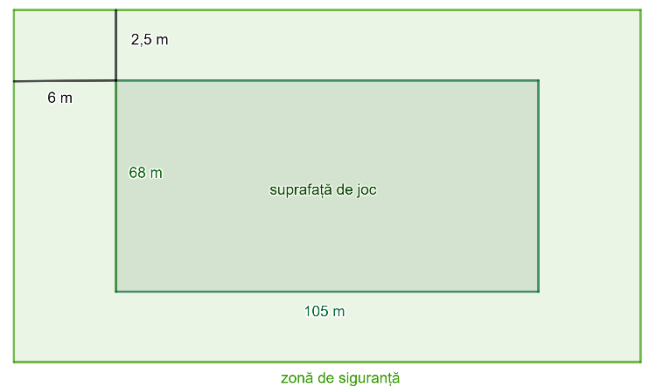 2,5 m
6 m
68 m
suprafață de joc
105 m
zonă de siguranță